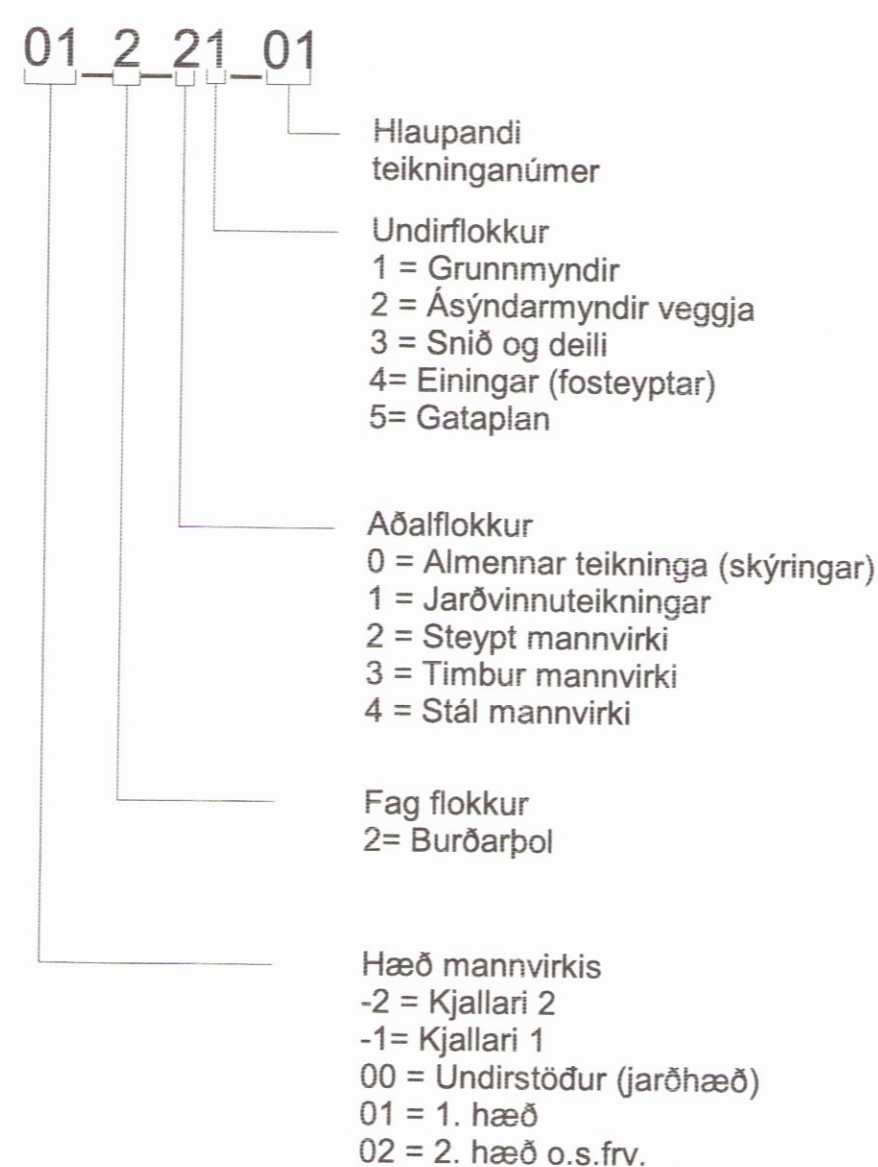 01_2_21_01
Hlaupandi
teikninganúmer
Undirflokkur
1 = Grunnmyndir
2 = Ásýndarmyndir veggja
3 = Snið og deili
4= Einingar (fosteyptar)
5= Gataplan
Aðalflokkur
0 = Almennar teikninga (skýringar)
1 = Jarðvinnuteikningar
2 = Steypt mannvirki
3 = Timbur mannvirki
4 = Stál mannvirki
Fag flokkur
2= Burðarþol
Hæð mannvirkis
-2 = Kjallari 2
-1= Kjallari 1
00 = Undirstöður (jarðhæð)
01 = 1. hæð
02 = 2. hæð o.s.frv.